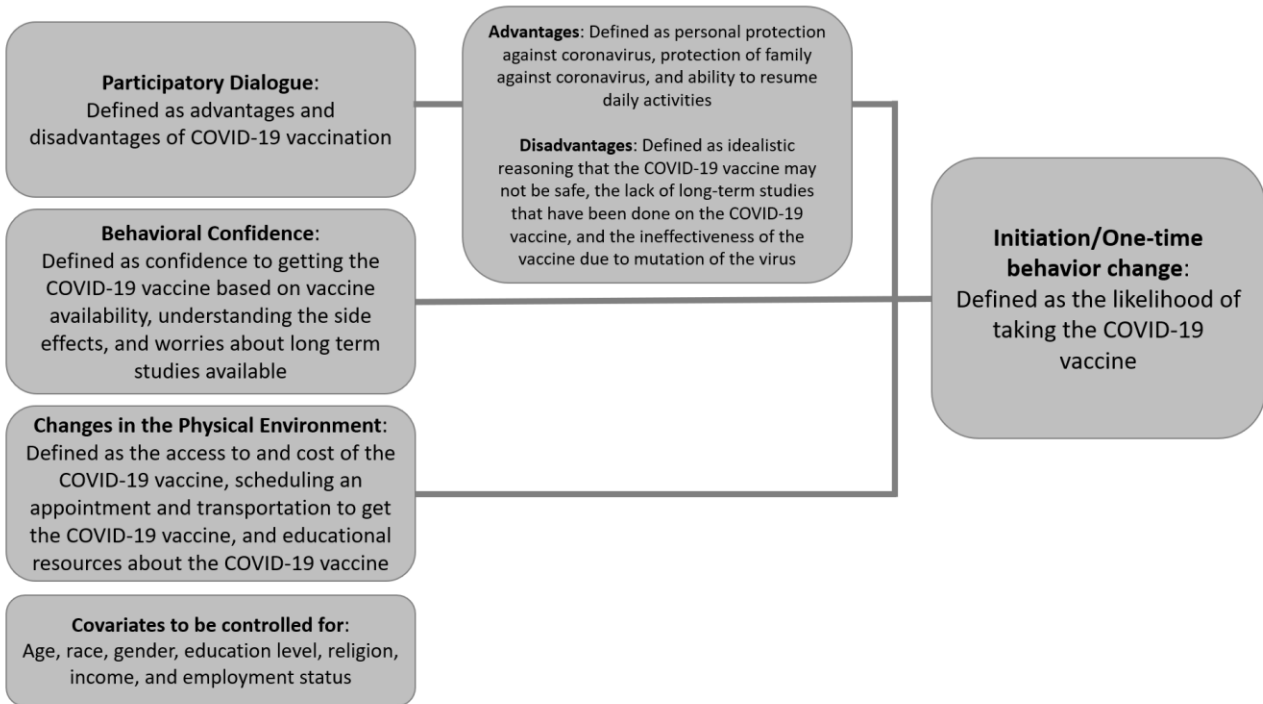 Participatory Dialogue:
Defined as advantages and
disadvantages of COVID-19 vaccination
Advantages: Defined as personal protection
against coronavirus, protection of family
against coronavirus, and ability to resume
daily activities
Disadvantages: Defined as idealistic
reasoning that the COVID-19 vaccine may
not be safe, the lack of long-term studies
that have been done on the COVID-19
vaccine, and the ineffectiveness of the
vaccine due to mutation of the virus
Behavioral Confidence:
Defined as confidence to getting the
COVID-19 vaccine based on vaccine
availability, understanding the side
effects, and worries about long term
studies available
Changes in the Physical Environment:
Defined as the access to and cost of the
COVID-19 vaccine, scheduling an
appointment and transportation to get
the COVID-19 vaccine, and educational
resources about the COVID-19 vaccine
Covariates to be controlled for:
Age, race, gender, education level, religion,
income, and employment status
Initiation/One-time
behavior change:
Defined as the likelihood of
taking the COVID-19
vaccine